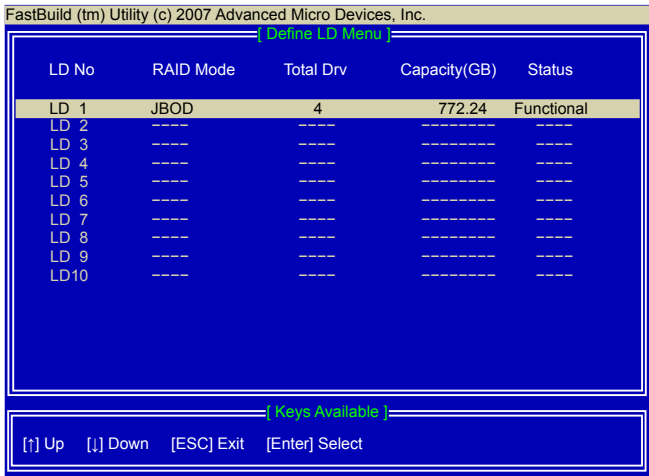 FastBuild (tm) Utility (c) 2007 Advanced Micro Devices, Inc.
[ Define LD Menu ]
LD No RAID Mode Total Drv Capacity(GB) Status
LD 1 JBOD 4 772.24 Functional
LD 2 ---- ---- -------- ----
LD 3 ---- ---- -------- ----
LD 4 ---- ---- -------- ----
LD 5 ---- ---- -------- ----
LD 6 ---- ---- -------- ----
LD 7 ---- ---- -------- ----
LD 8 ---- ---- -------- ----
LD 9 ---- ---- -------- ----
LD10 ---- ---- -------- ----
[ Keys Available ]
[↑] Up [↓] Down [ESC] Exit [Enter] Select